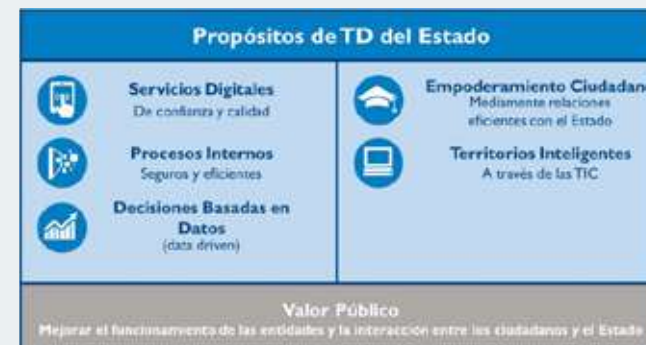 Propósitos de TD del Estado
Servicios Digitales
De confianza y calidad
Procesos Internos
Seguros y eficientes
Decisiones Basadas en
Datos
(data driven)
Empoderamiento Ciudadan
Mediamente relaciones
eficientes con el Estado
Territorios Inteligentes
A través de las TIC
Valor Público
Mejorar el funcionamiento de las entidades y la interacción entre los ciudadanos y el Estado